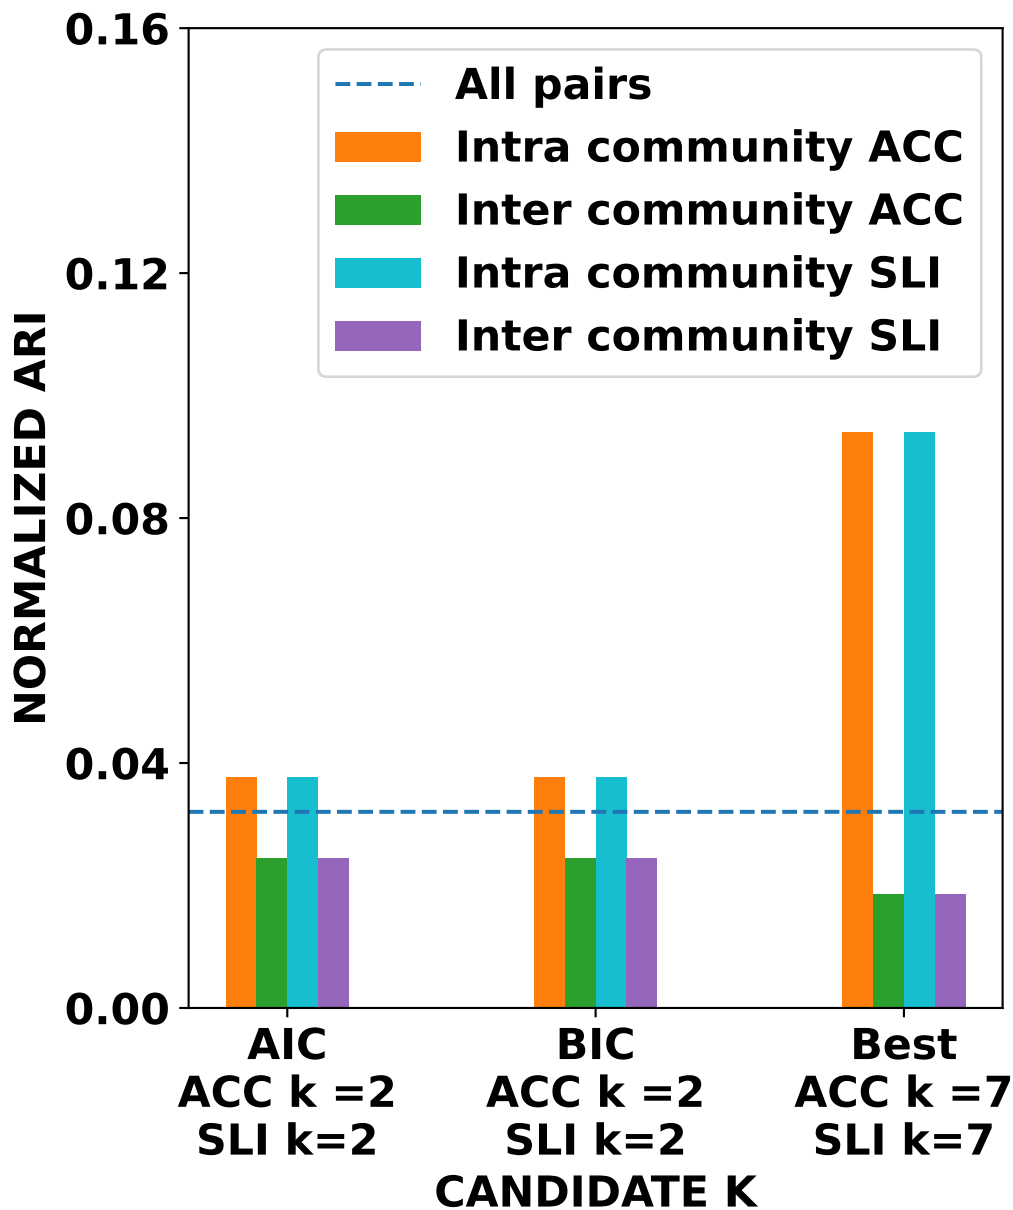 0.16
0.12
0.08
0.04
0.00
NORMALIZED ARI
All pairs
Intra community ACC
Inter community ACC
Intra community SLI
Inter community SLI
AIC
ACC k =2
SLI k=2
BIC
ACC k =2
SLI k=2
Best
ACC k =7
SLI k=7
CANDIDATE K